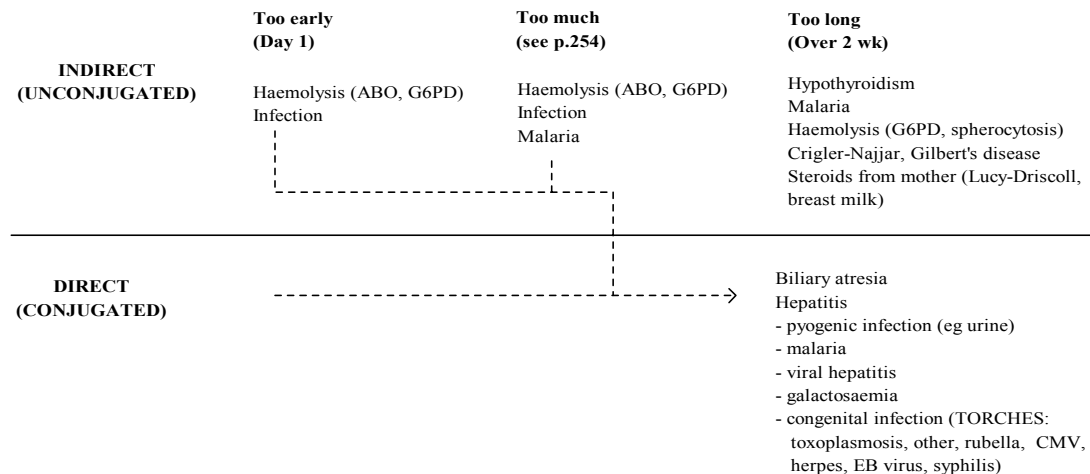 Too early
(Day 1)
Too much
(see p.254)
Too long
(Over 2 wk)
INDIRECT
(UNCONJUGATED)
Haemolysis (ABO, G6PD)
Infection
Haemolysis (ABO, G6PD)
Infection
Malaria
Hypothyroidism
Malaria
Haemolysis (G6PD, spherocytosis)
Crigler-Najjar, Gilbert's disease
Steroids from mother (Lucy-Driscoll,
breast milk)
DIRECT
(CONJUGATED)
Biliary atresia
Hepatitis
- pyogenic infection (eg urine)
- malaria
- viral hepatitis
- galactosaemia
- congenital infection (TORCHES:
toxoplasmosis, other, rubella, CMV,
herpes, EB virus, syphilis)